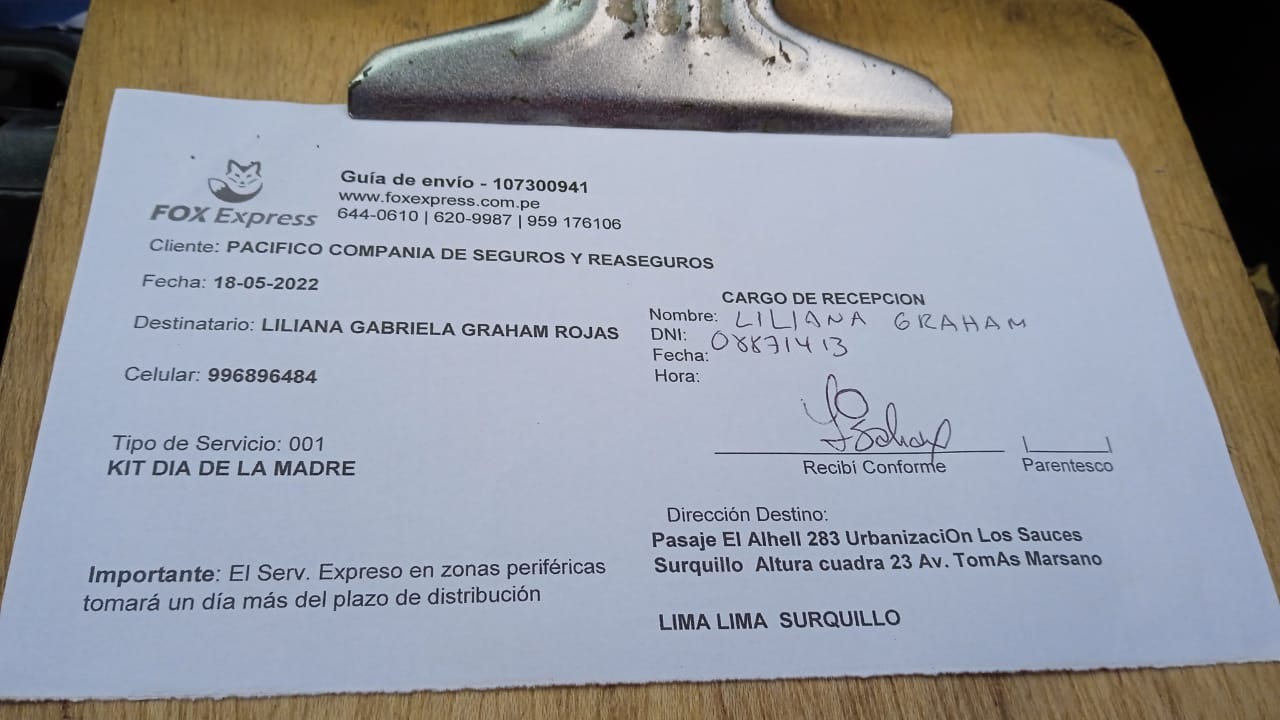 FOX Express
Guía de envío - 107300941
www.foxexpress.com.pe
644-0610 | 620-9987 | 959 176106
Cliente: PACIFICO COMPANIA DE SEGUROS Y REASEGUROS
Fecha: 18-05-2022
Destinatario: LILIANA GABRIELA GRAHAM ROJAS
Celular: 996896484
Tipo de Servicio: 001
KIT DIA DE LA MADRE
Importante: El Serv. Expreso en zonas periféricas
tomará un día más del plazo de distribución
CARGO DE RECEPCION
Nombre: LILIANA GRAHAM
DNI: 08871413
Fecha:
Hora:
Recibí Conforme
Parentesco
Dirección Destino:
Pasaje El Alhell 283 UrbanizaciOn Los Sauces
Surquillo Altura cuadra 23 Av. TomAs Marsano
LIMA LIMA SURQUILLO